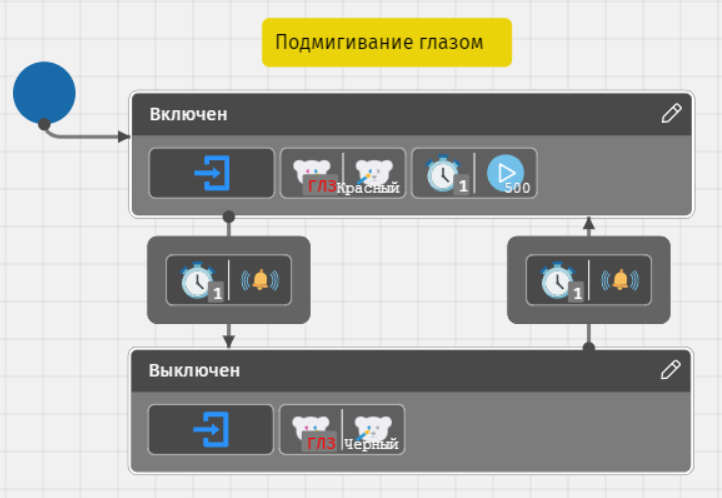 Подмигивание глазом
Включен
ГЛЗ Красный 1 500
1 1
Выключен
ГЛЗ Черный